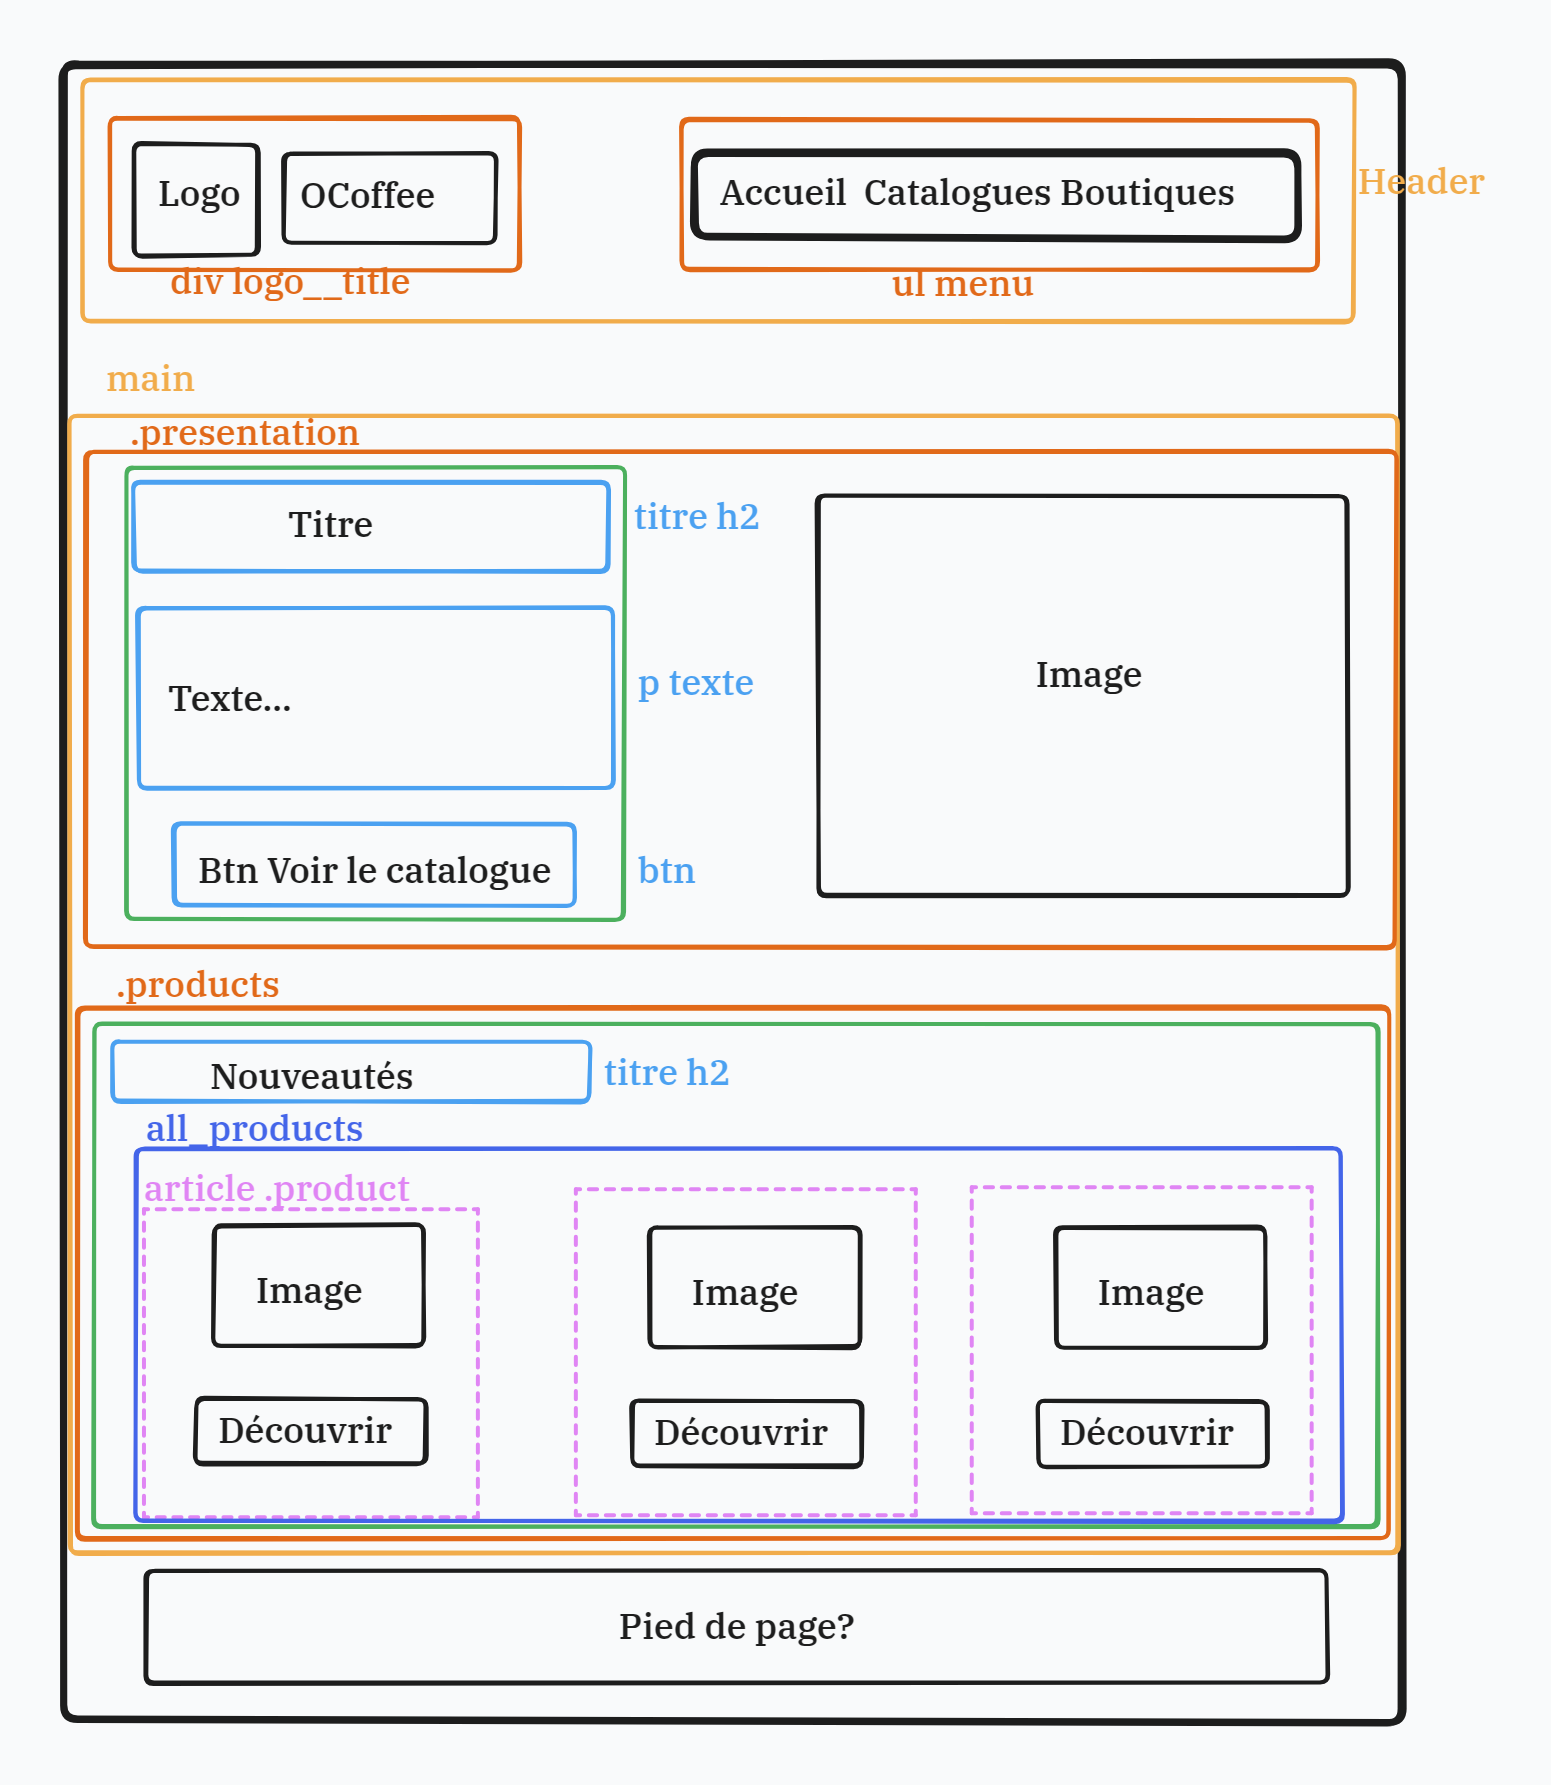 Logo
OCoffee
Accueil  Catalogues Boutiques
Header
div logo__title
ul menu
main
.presentation
Titre
titre h2
Texte...
p texte
Image
Btn Voir le catalogue
btn
.products
Nouveautés
titre h2
all_products
article .product
Image
Image
Image
Découvrir
Découvrir
Découvrir
Pied de page?